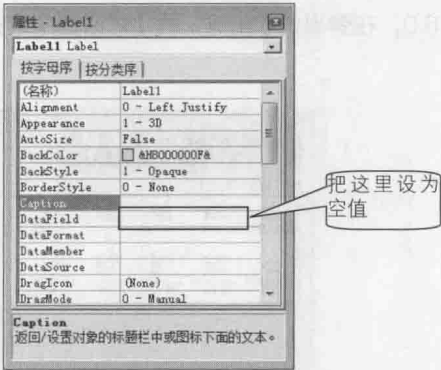 属性 - Label1
Label1 Label
按字母序 按分类序
(名称) Label1
Alignment 0 - Left Justify
Appearance 1 - 3D
AutoSize False
BackColor &H8000000F&
BackStyle 1 - Opaque
BorderStyle 0 - None
Caption
DataField
DataFormat
DataMember
DataSource
DragIcon (None)
DragMode 0 - Manual
把这里设为
空值
Caption
返回/设置对象的标题栏中或图标下面的文本。